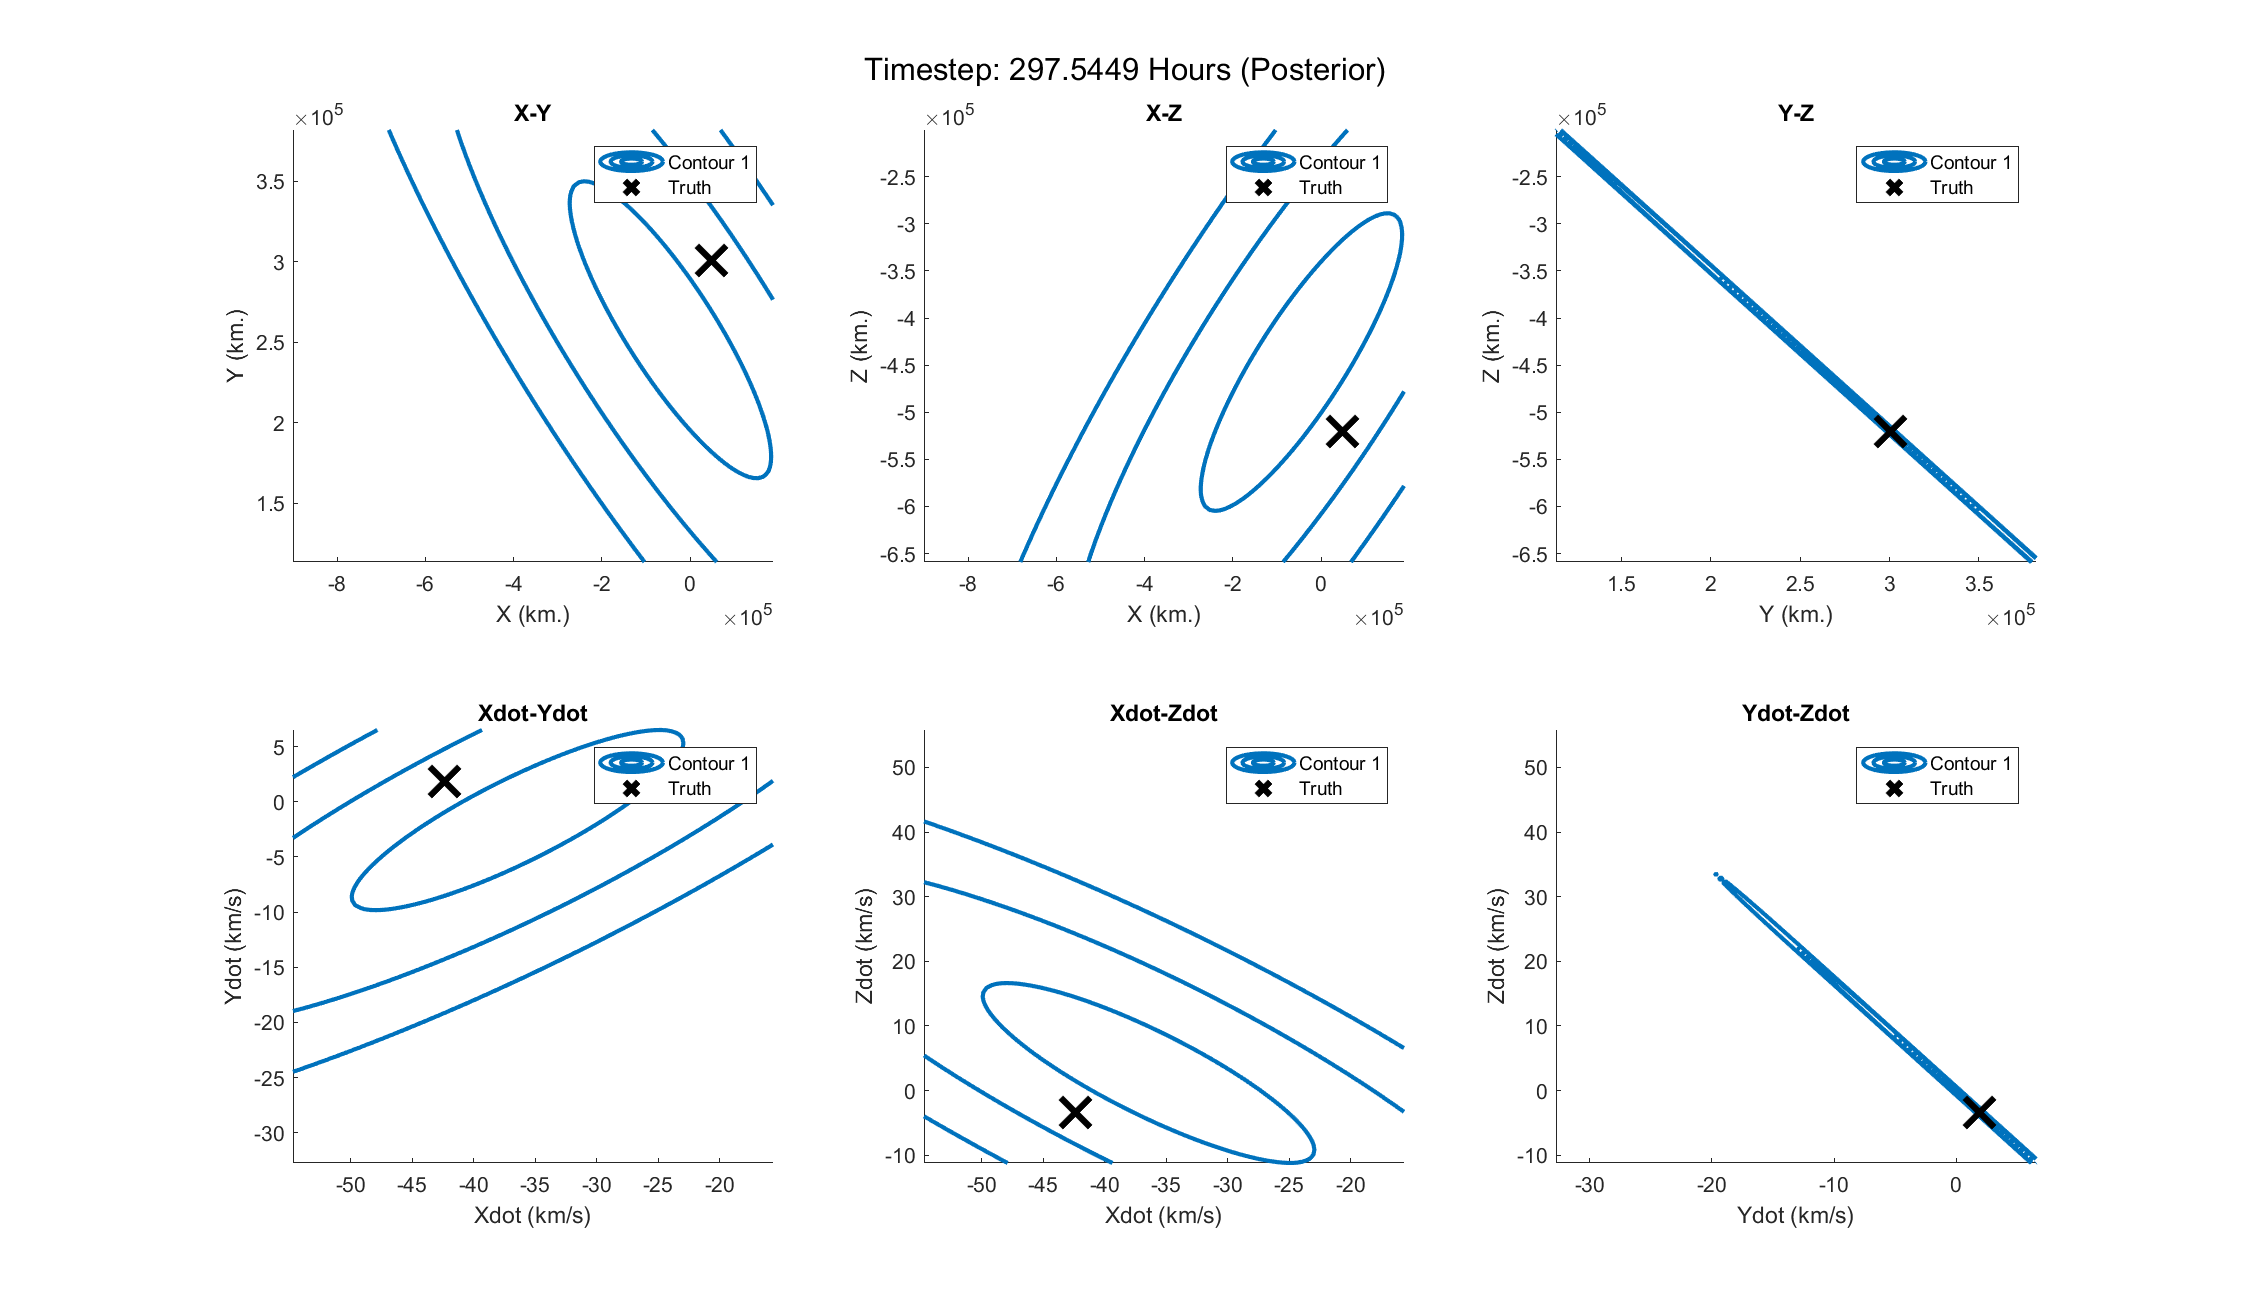 Timestep: 297.5449 Hours (Posterior)
X-Y
×10^5
Contour 1
Truth
3.5
3
2.5
2
1.5
Y (km.)
-8 -6 -4 -2 0
X (km.)
×10^5
X-Z
×10^5
Contour 1
Truth
-2.5
-3
-3.5
-4
-4.5
-5
-5.5
-6
-6.5
Z (km.)
-8 -6 -4 -2 0
X (km.)
×10^5
Y-Z
×10^5
Contour 1
Truth
-2.5
-3
-3.5
-4
-4.5
-5
-5.5
-6
-6.5
Z (km.)
1.5 2 2.5 3 3.5
Y (km.)
×10^5
Xdot-Ydot
Contour 1
Truth
5
0
-5
-10
-15
-20
-25
-30
Ydot (km/s)
-50 -45 -40 -35 -30 -25 -20
Xdot (km/s)
Xdot-Zdot
Contour 1
Truth
50
40
30
20
10
0
-10
Zdot (km/s)
-50 -45 -40 -35 -30 -25 -20
Xdot (km/s)
Ydot-Zdot
Contour 1
Truth
50
40
30
20
10
0
-10
Zdot (km/s)
-30 -20 -10 0
Ydot (km/s)